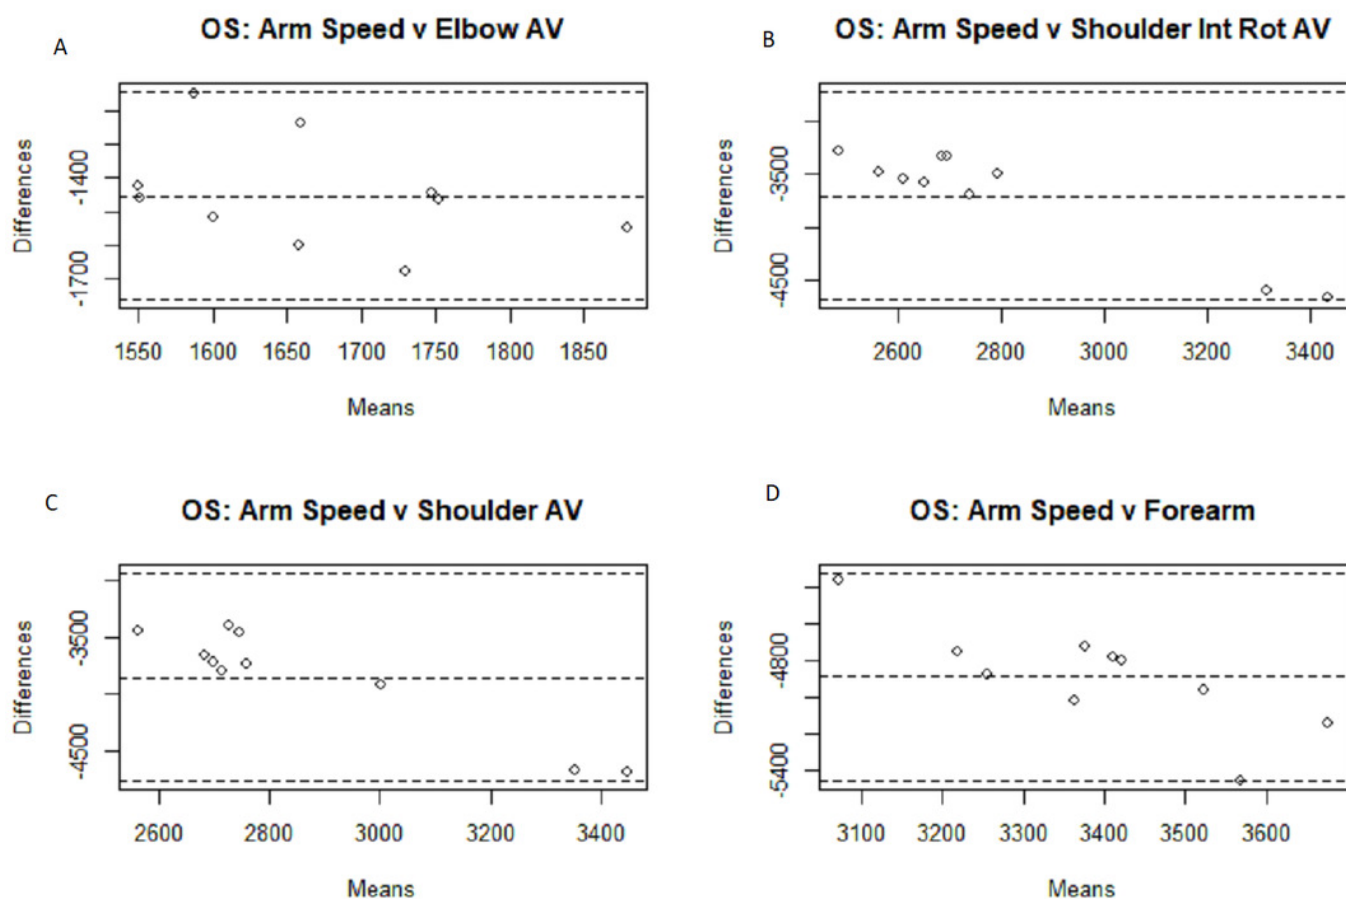 A
OS: Arm Speed v Elbow AV
Differences
-1400
-1700
1550 1600 1650 1700 1750 1800 1850
Means
B
OS: Arm Speed v Shoulder Int Rot AV
Differences
-3500
-4500
2600 2800 3000 3200 3400
Means
C
OS: Arm Speed v Shoulder AV
Differences
-3500
-4500
2600 2800 3000 3200 3400
Means
D
OS: Arm Speed v Forearm
Differences
-4800
-5400
3100 3200 3300 3400 3500 3600
Means